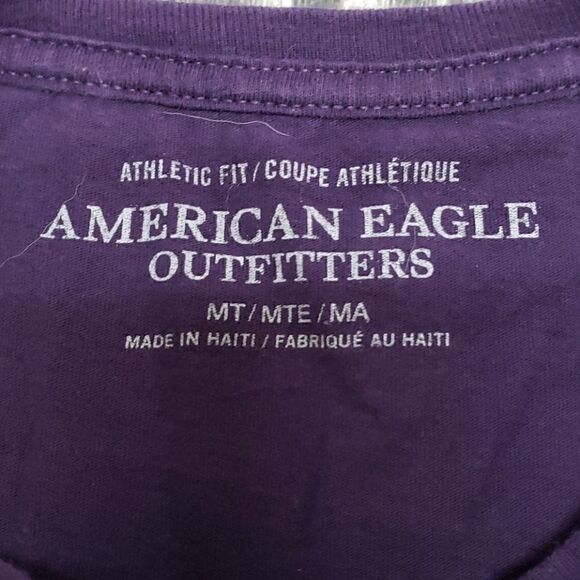 ATHLETIC FIT / COUPE ATHLÉTIQUE
AMERICAN EAGLE
OUTFITTERS
MT / MTE / MA
MADE IN HAITI / FABRIQUÉ AU HAITI